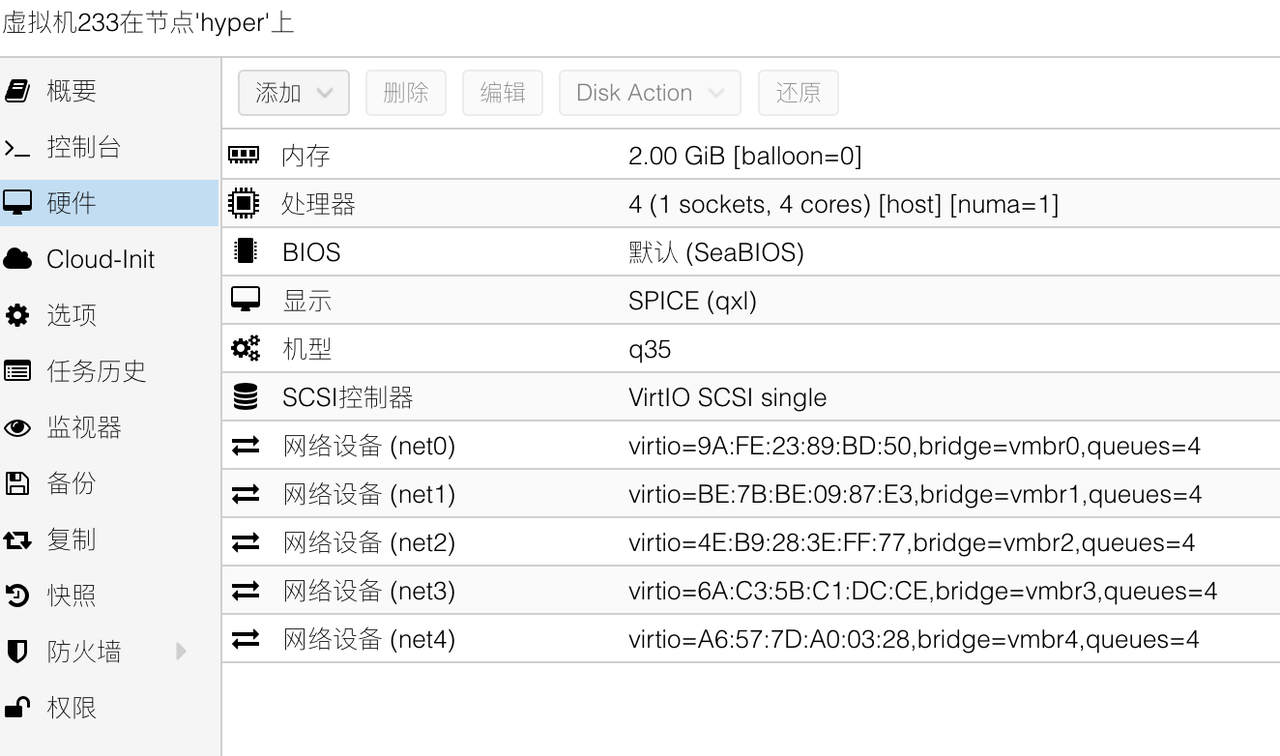 虚拟机233在节点'hyper'上
概要
控制台
硬件
Cloud-Init
选项
任务历史
监视器
备份
复制
快照
防火墙
权限
添加 删除 编辑 Disk Action 还原
内存 2.00 GiB [balloon=0]
处理器 4 (1 sockets, 4 cores) [host] [numa=1]
BIOS 默认 (SeaBIOS)
显示 SPICE (qxl)
机型 q35
SCSI控制器 VirtIO SCSI single
网络设备 (net0) virtio=9A:FE:23:89:BD:50,bridge=vmbr0,queues=4
网络设备 (net1) virtio=BE:7B:BE:09:87:E3,bridge=vmbr1,queues=4
网络设备 (net2) virtio=4E:B9:28:3E:FF:77,bridge=vmbr2,queues=4
网络设备 (net3) virtio=6A:C3:5B:C1:DC:CE,bridge=vmbr3,queues=4
网络设备 (net4) virtio=A6:57:7D:A0:03:28,bridge=vmbr4,queues=4